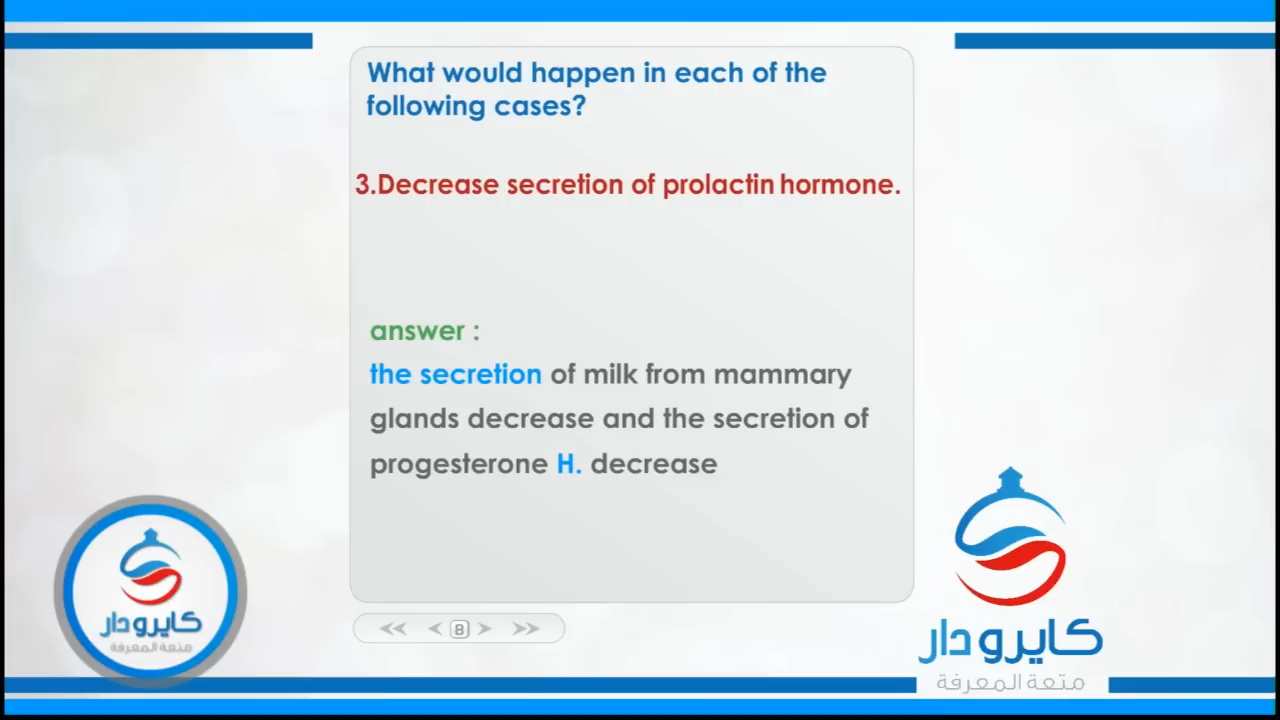 What would happen in each of the
following cases?
3.Decrease secretion of prolactin hormone.
answer :
the secretion of milk from mammary
glands decrease and the secretion of
progesterone H. decrease
8
كايرو دار
متعة المعرفة
كايرو دار
متعة المعرفة